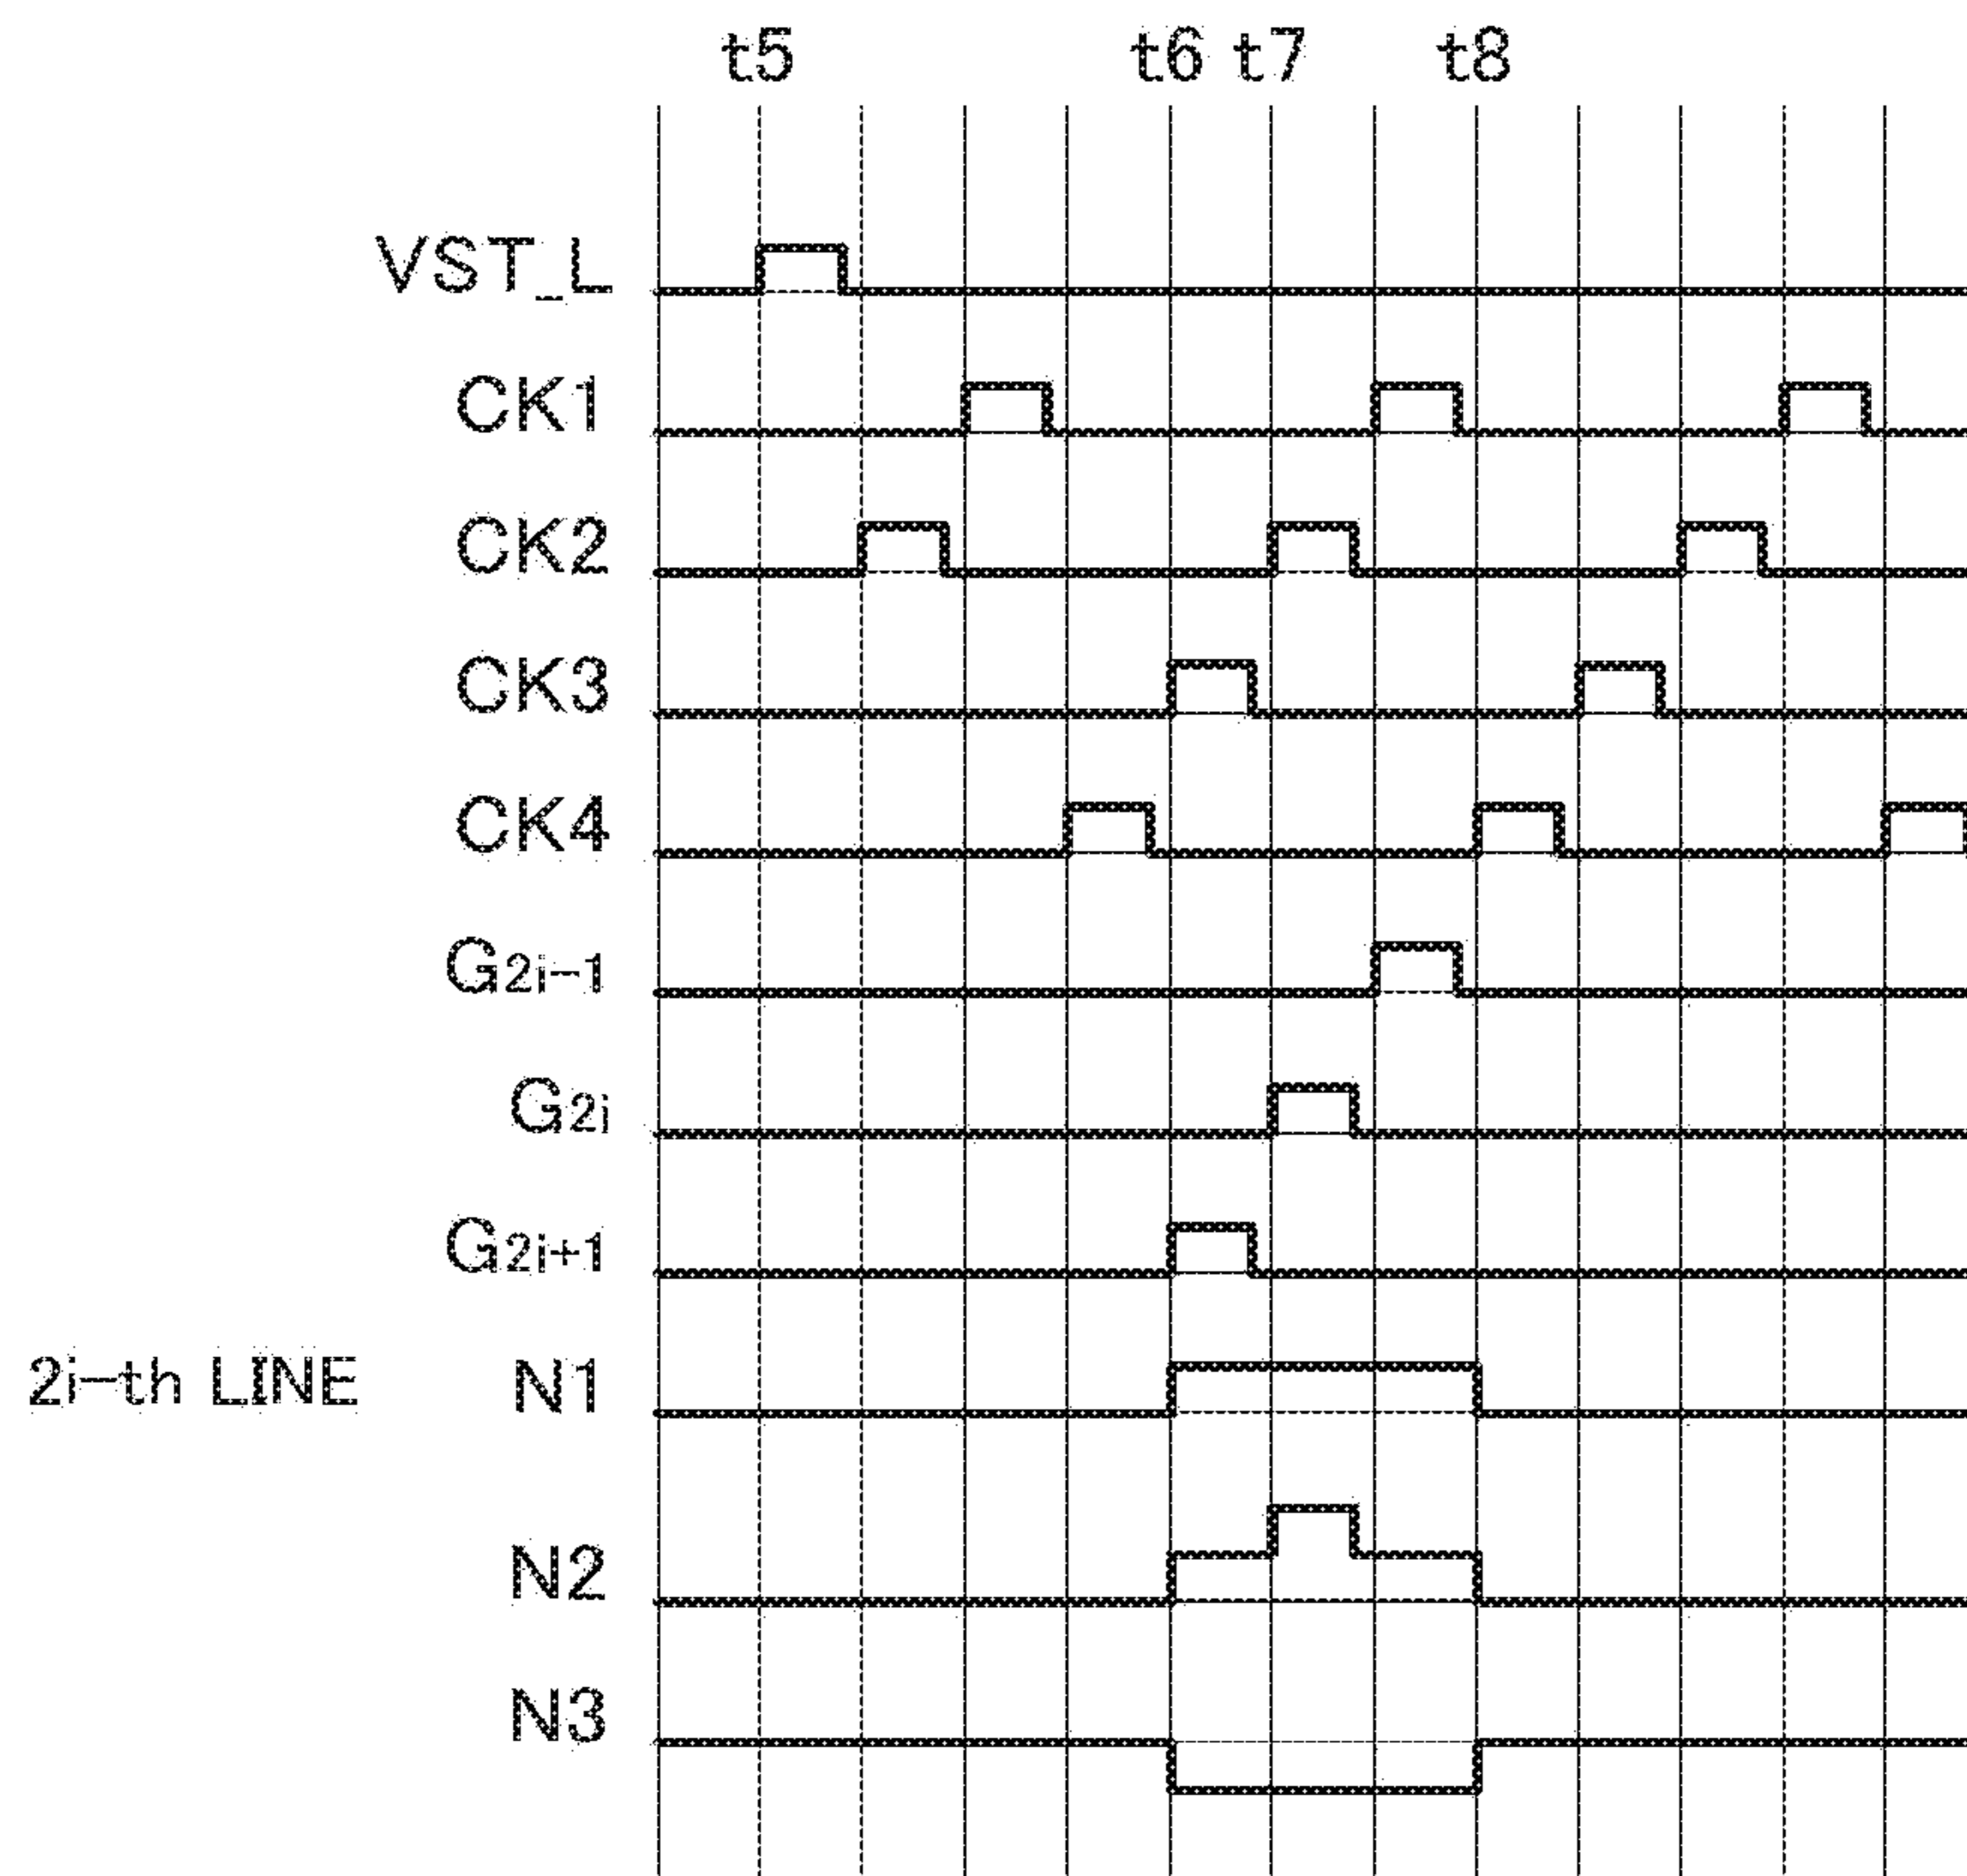 t5 t6 t7 t8
VST_L
CK1
CK2
CK3
CK4
G2i-1
G2i
G2i+1
2i-th LINE N1
N2
N3